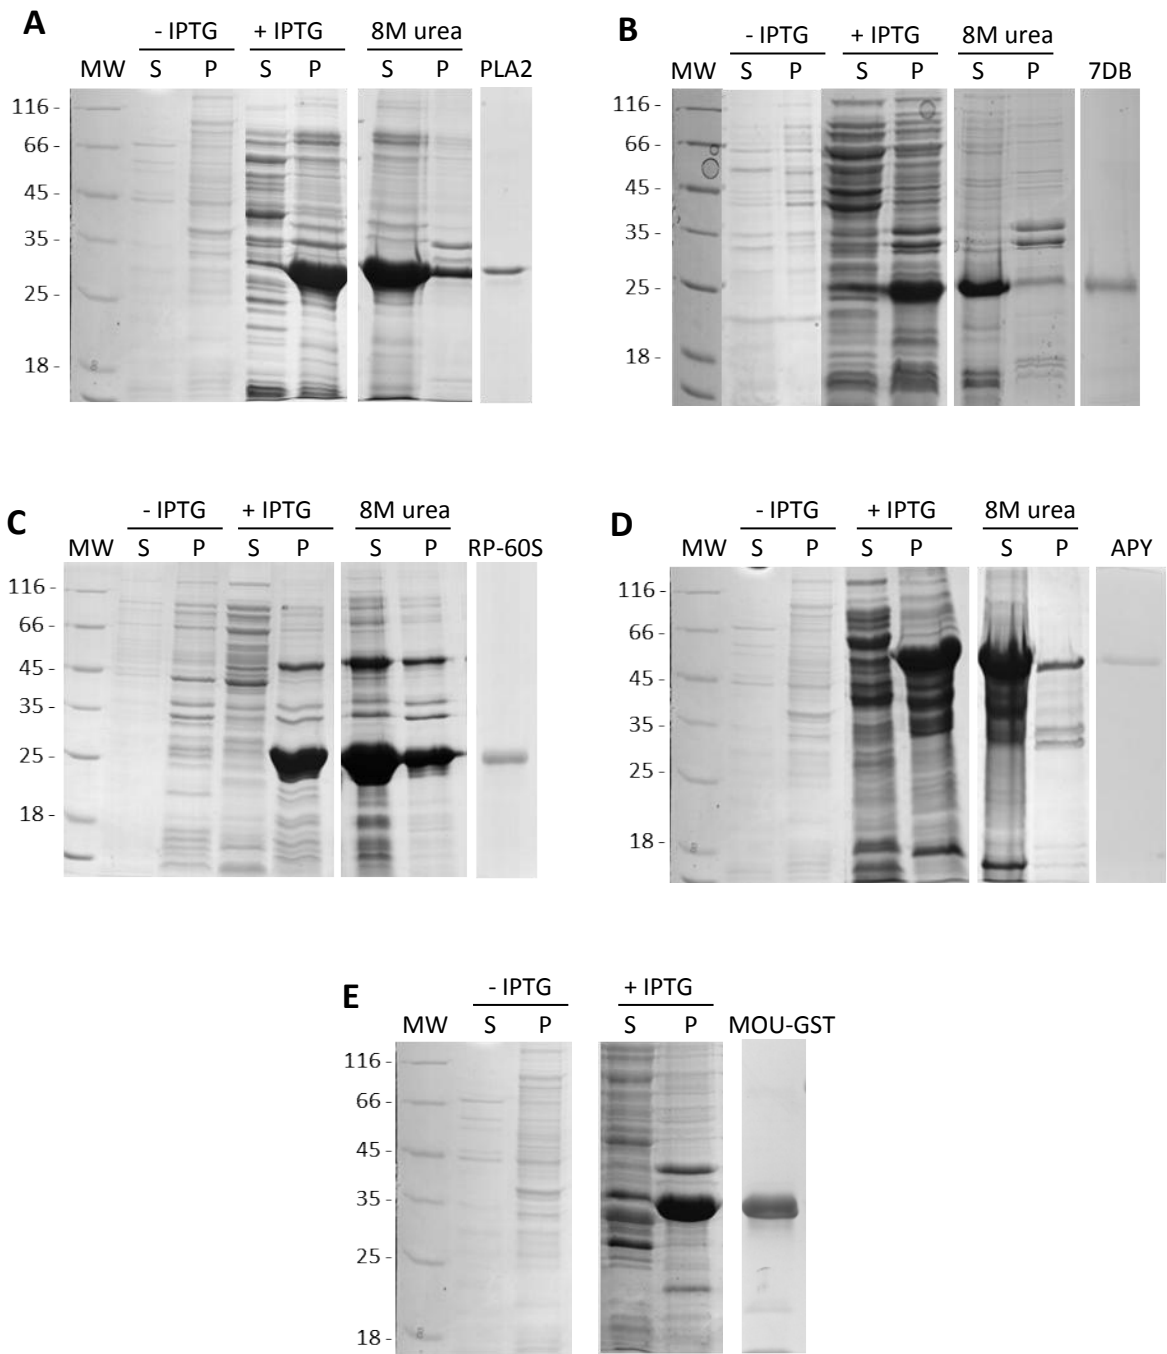 A
- IPTG + IPTG 8M urea
MW S P S P S P PLA2
116 -
66 -
45 -
35 -
25 -
18 -
B
- IPTG + IPTG 8M urea
MW S P S P S P 7DB
116 -
66 -
45 -
35 -
25 -
18 -
C
- IPTG + IPTG 8M urea
MW S P S P S P RP-60S
116 -
66 -
45 -
35 -
25 -
18 -
D
- IPTG + IPTG 8M urea
MW S P S P S P APY
116 -
66 -
45 -
35 -
25 -
18 -
E
- IPTG + IPTG
MW S P S P MOU-GST
116 -
66 -
45 -
35 -
25 -
18 -